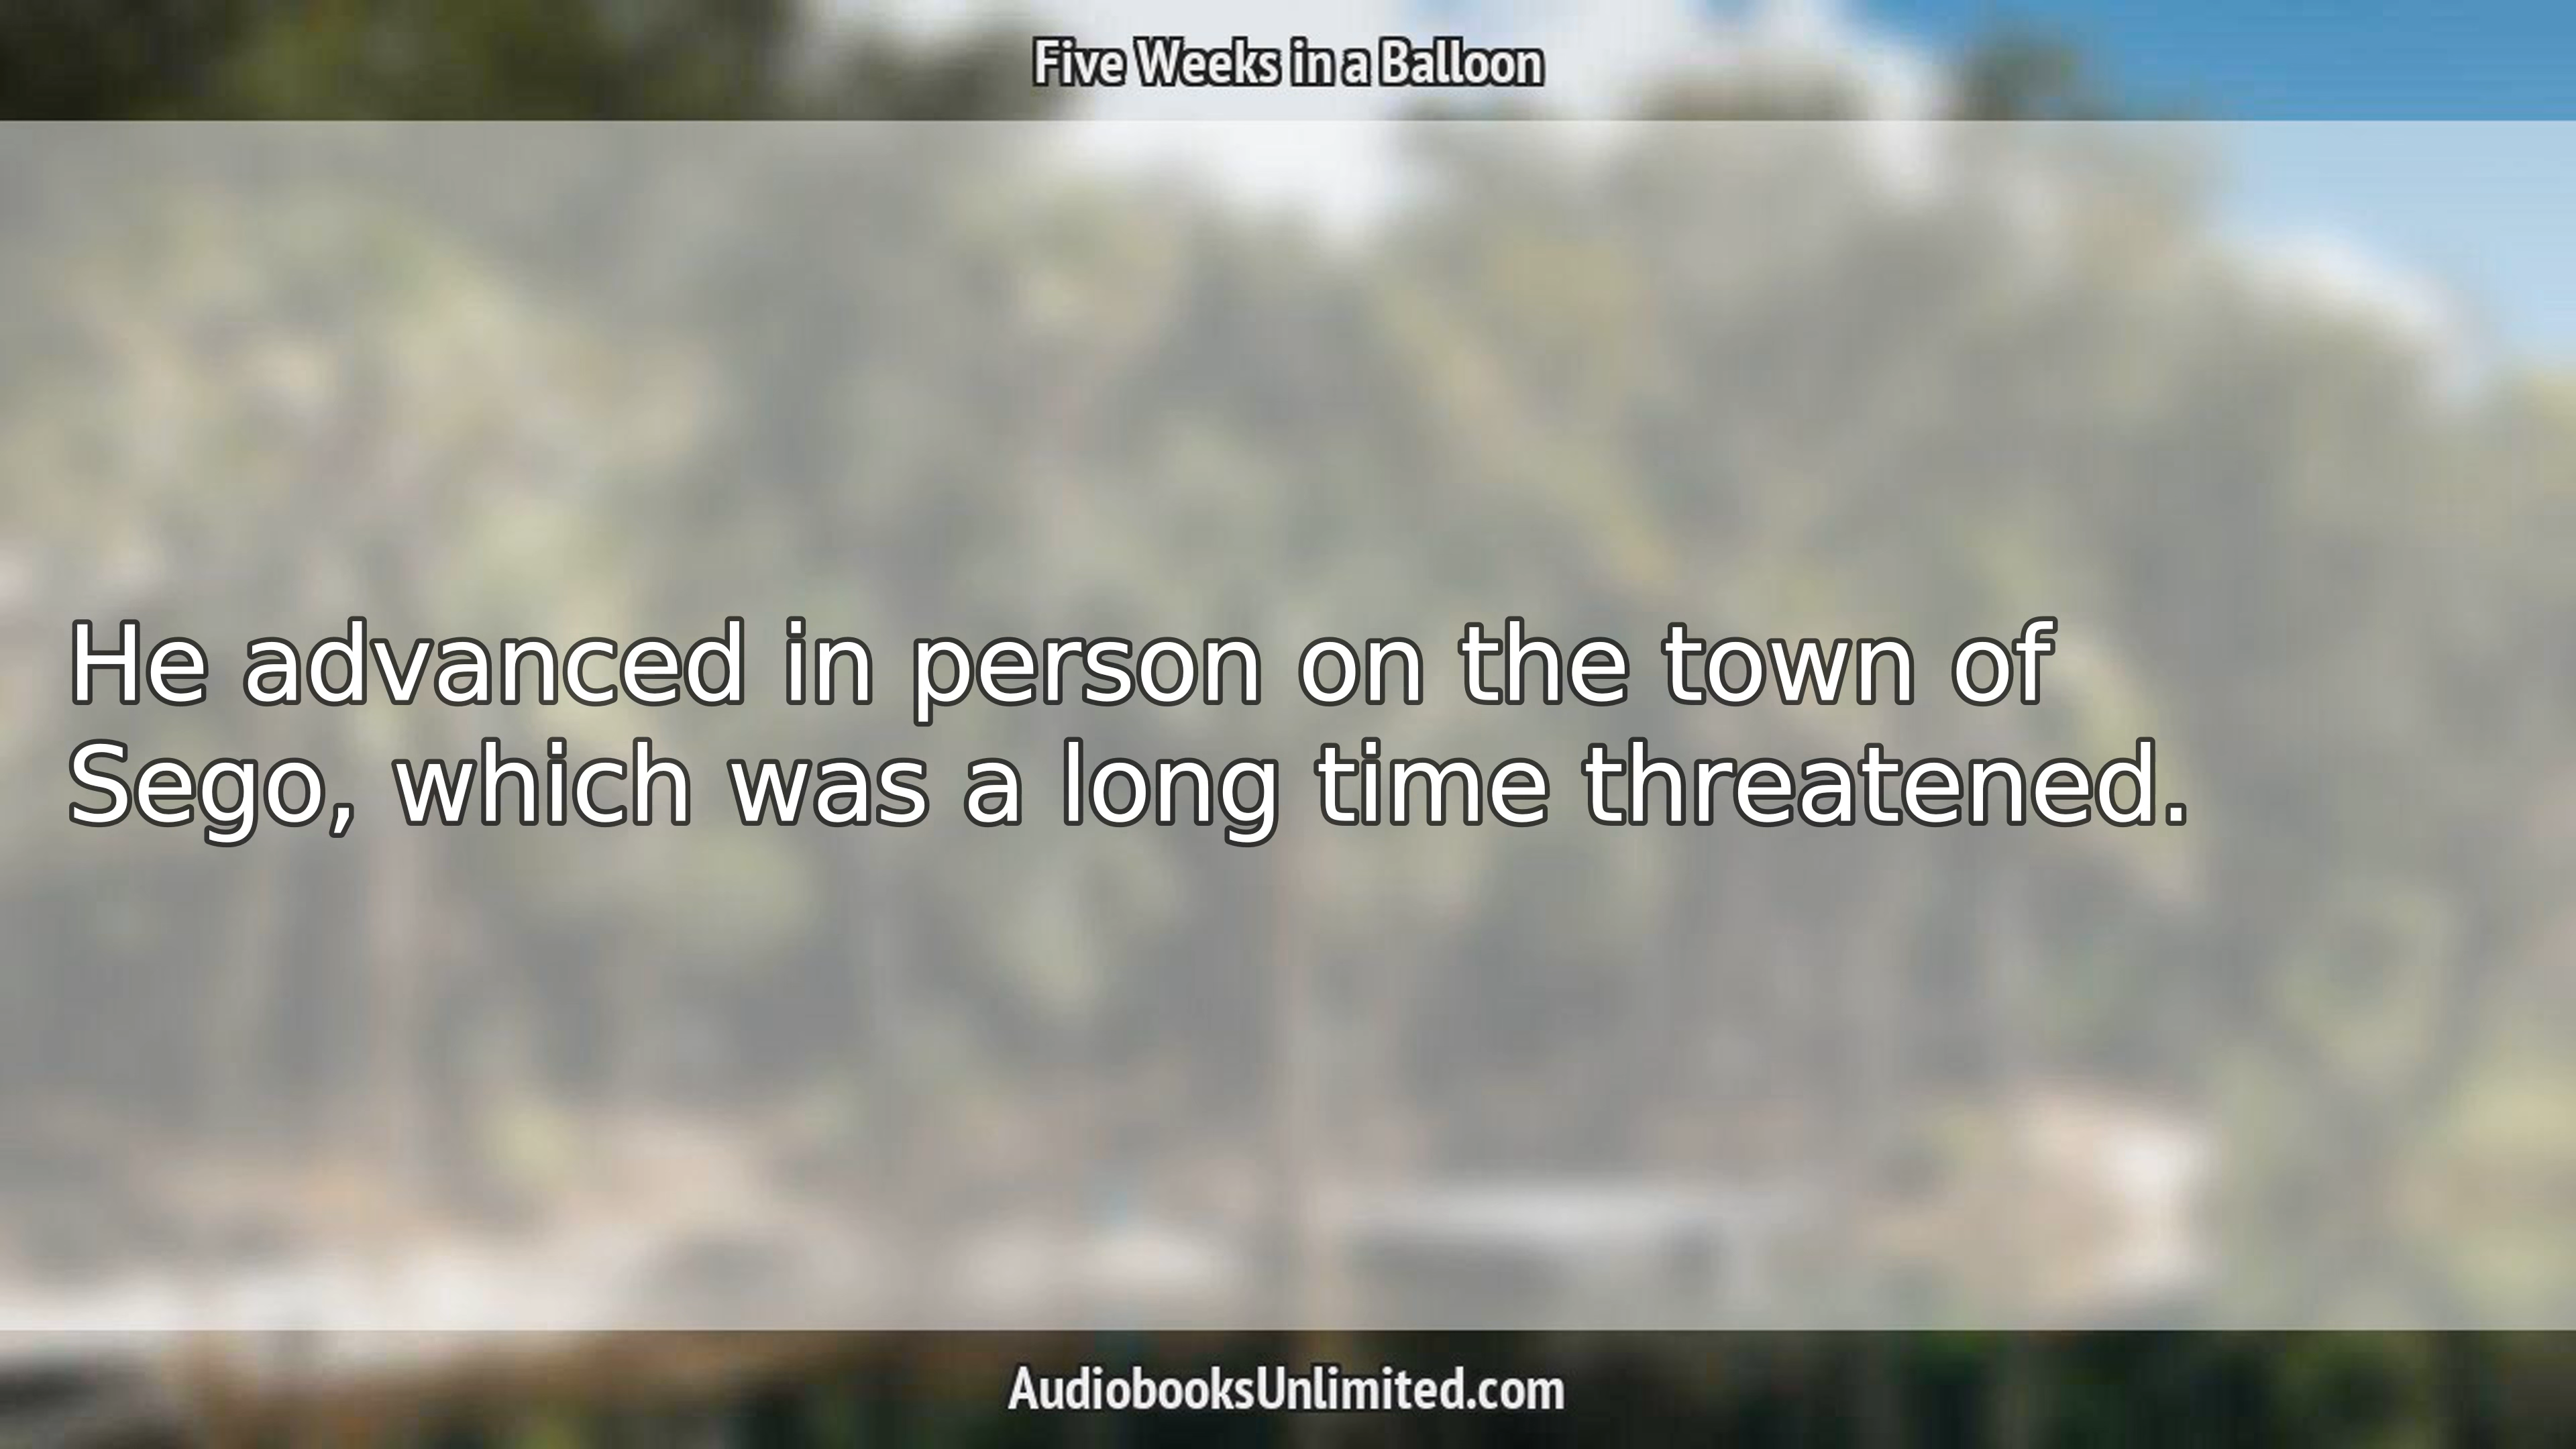 Five Weeks in a Balloon
He advanced in person on the town of
Sego, which was a long time threatened.
AudiobooksUnlimited.com